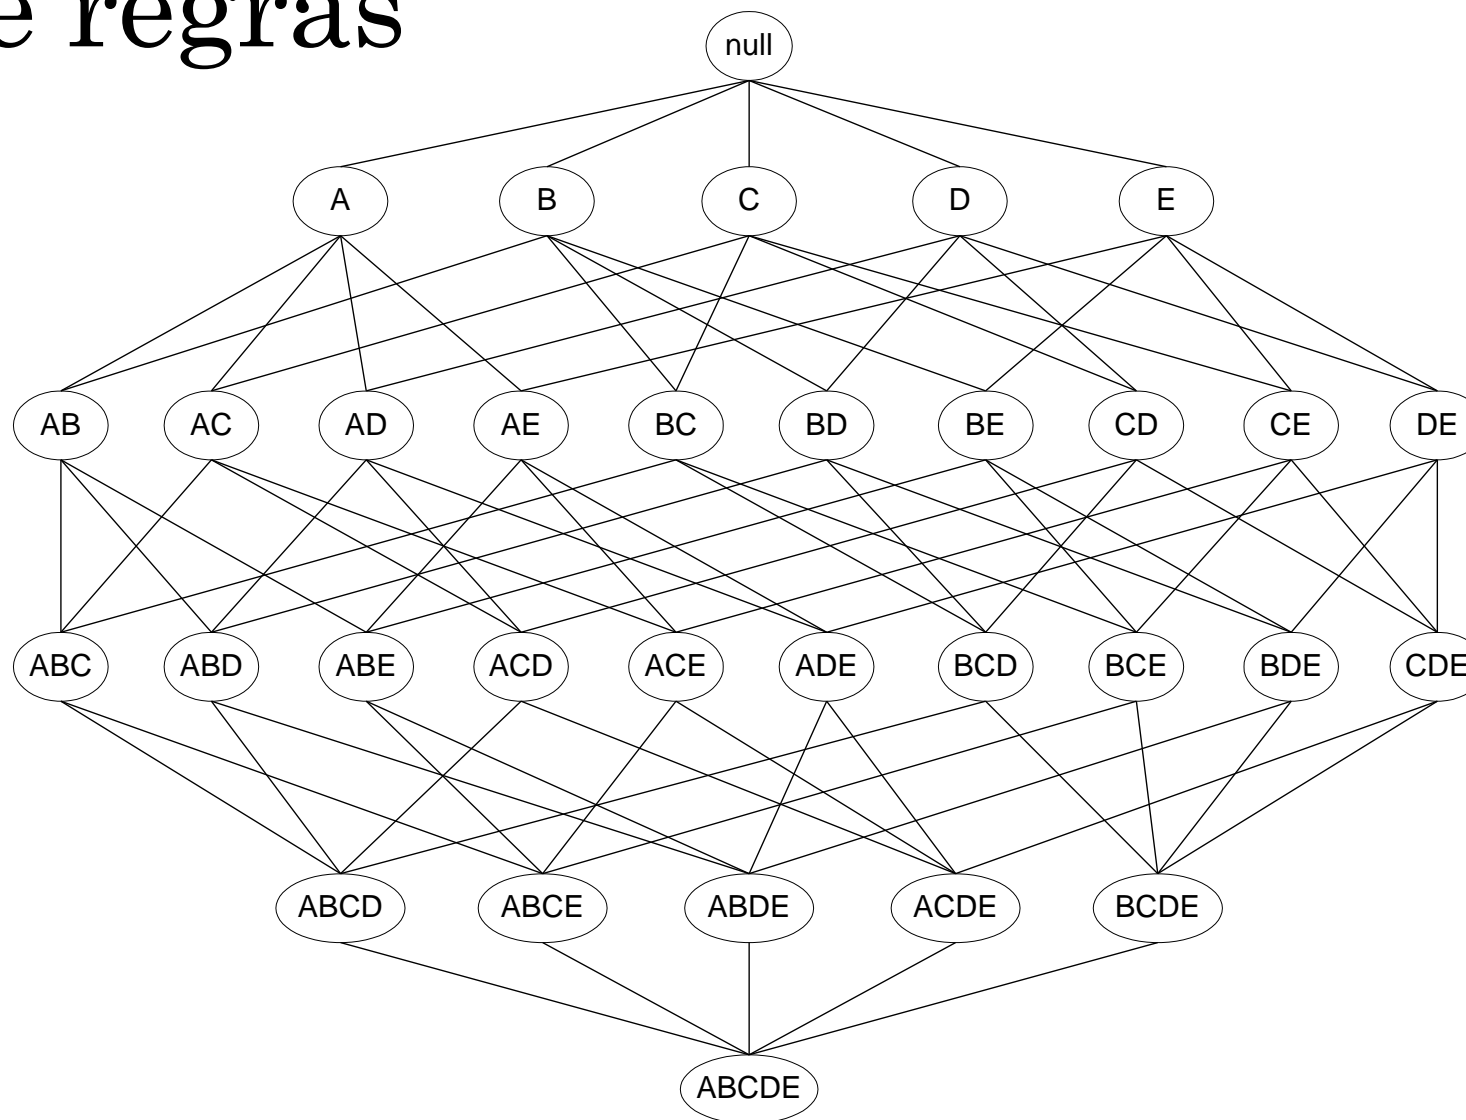 e regras
null
A B C D E
AB AC AD AE BC BD BE CD CE DE
ABC ABD ABE ACD ACE ADE BCD BCE BDE CDE
ABCD ABCE ABDE ACDE BCDE
ABCDE